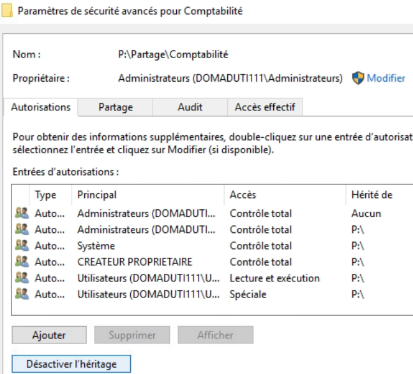 Paramètres de sécurité avancés pour Comptabilité
Nom : P:\Partage\Comptabilité
Propriétaire : Administrateurs (DOMADUTI111\Administrateurs) Modifier
Autorisations Partage Audit Accès effectif
Pour obtenir des informations supplémentaires, double-cliquez sur une entrée d'autorisat
sélectionnez l'entrée et cliquez sur Modifier (si disponible).
Entrées d'autorisations :
Type Principal Accès Hérité de
Auto... Administrateurs (DOMADUTI... Contrôle total Aucun
Auto... Administrateurs (DOMADUTI... Contrôle total P:\
Auto... Système Contrôle total P:\
Auto... CREATEUR PROPRIETAIRE Contrôle total P:\
Auto... Utilisateurs (DOMADUTI111\U... Lecture et exécution P:\
Auto... Utilisateurs (DOMADUTI111\U... Spéciale P:\
Ajouter Supprimer Afficher
Désactiver l'héritage